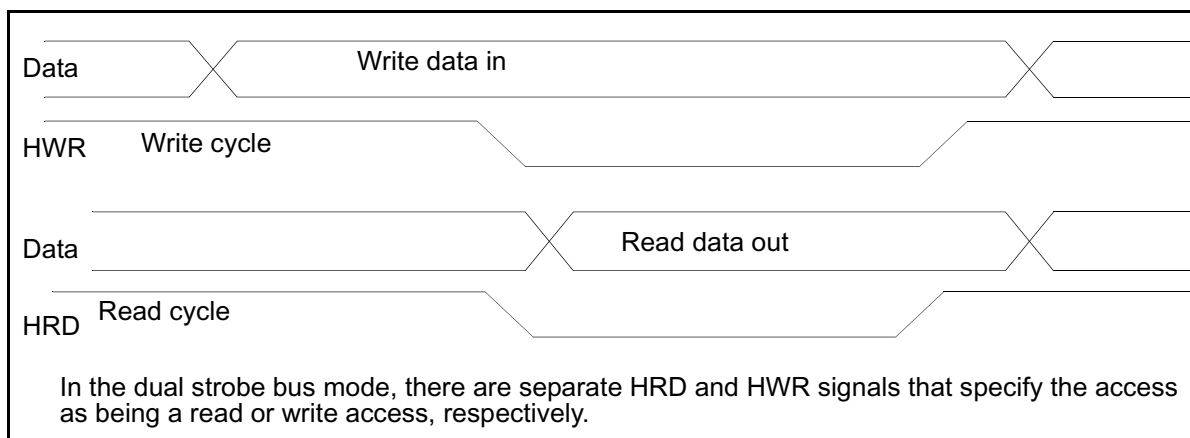 Data Write data in
HWR Write cycle
Data Read data out
HRD Read cycle
In the dual strobe bus mode, there are separate HRD and HWR signals that specify the access
as being a read or write access, respectively.